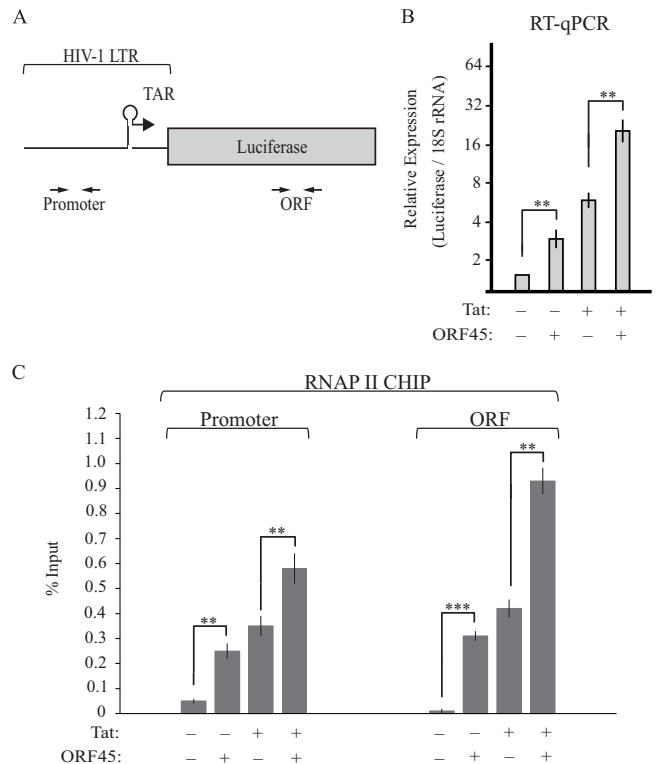 A
HIV-1 LTR
TAR
Luciferase
Promoter
ORF
B
RT-qPCR
Relative Expression
(Luciferase / 18S rRNA)
64
32
16
8
4
2
**
**
Tat: – – + +
ORF45: – + – +
C
RNAP II CHIP
Promoter
ORF
% Input
1.2
1.1
1.0
0.9
0.8
0.7
0.6
0.5
0.4
0.3
0.2
0.1
0
**
**
***
**
Tat: – – + + – – + +
ORF45: – + – + – + – +